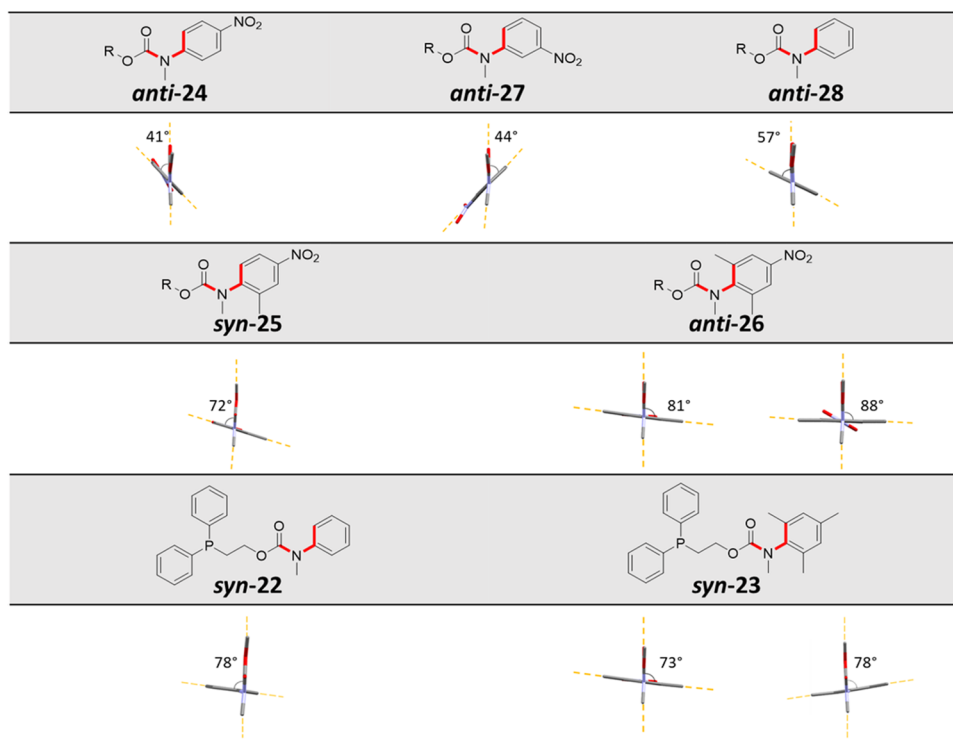 NO2
O
R
O
N
anti-24
O
R
O
N
NO2
anti-27
O
R
O
N
anti-28
41°
44°
57°
NO2
O
R
O
N
syn-25
NO2
O
R
O
N
anti-26
72°
81°
88°
P
O
O
N
syn-22
P
O
O
N
syn-23
78°
73°
78°